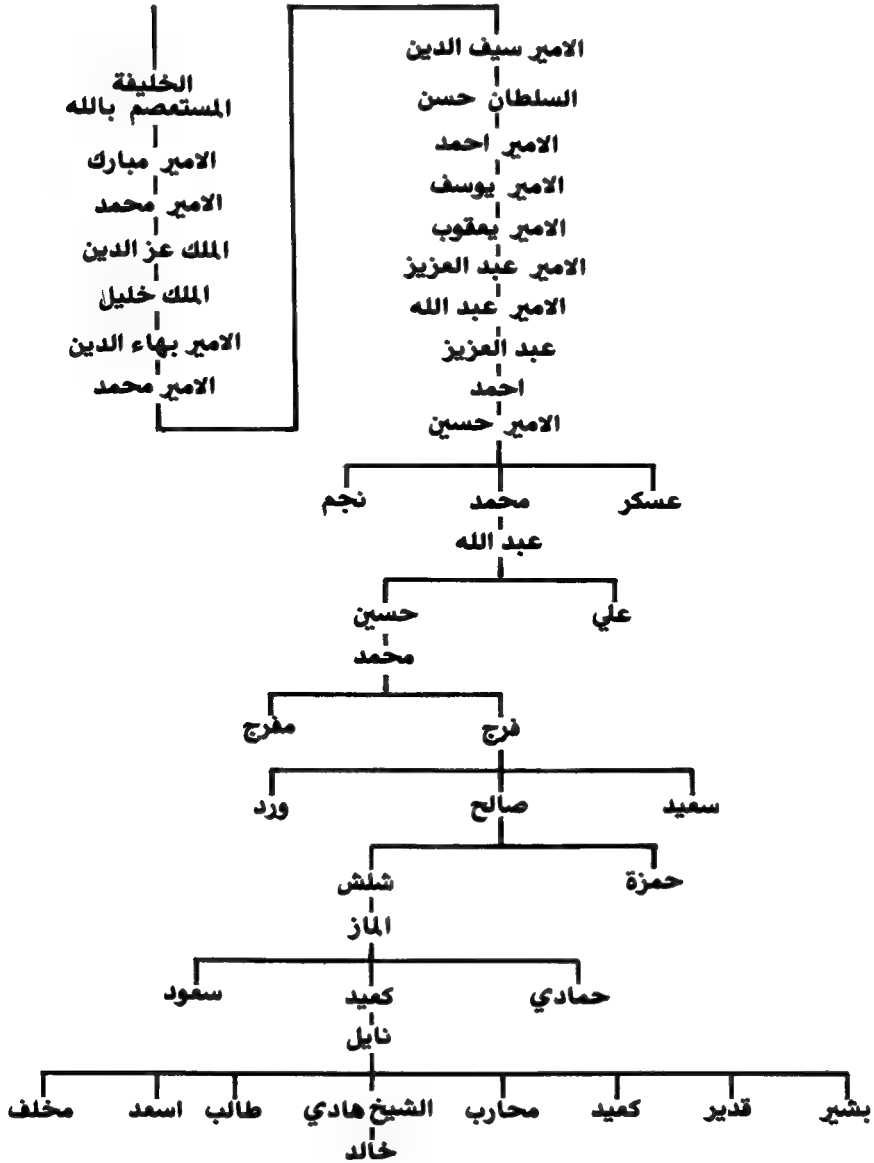 الخليفة
المستعصم بالله
الامير مبارك
الامير محمد
الملك عز الدين
الملك خليل
الامير بهاء الدين
الامير محمد
الامير سيف الدين
السلطان حسن
الامير احمد
الامير يوسف
الامير يعقوب
الامير عبد العزيز
الامير عبد الله
عبد العزيز
احمد
الامير حسين
عسكر محمد نجم
عبد الله
علي حسين
محمد
فرج مفرج
سعيد صالح ورد
حمزة شلش
الماز
حمادي كعيد سعود
نايل
بشير قدير كعيد محارب الشيخ هادي طالب اسعد مخلف
خالد